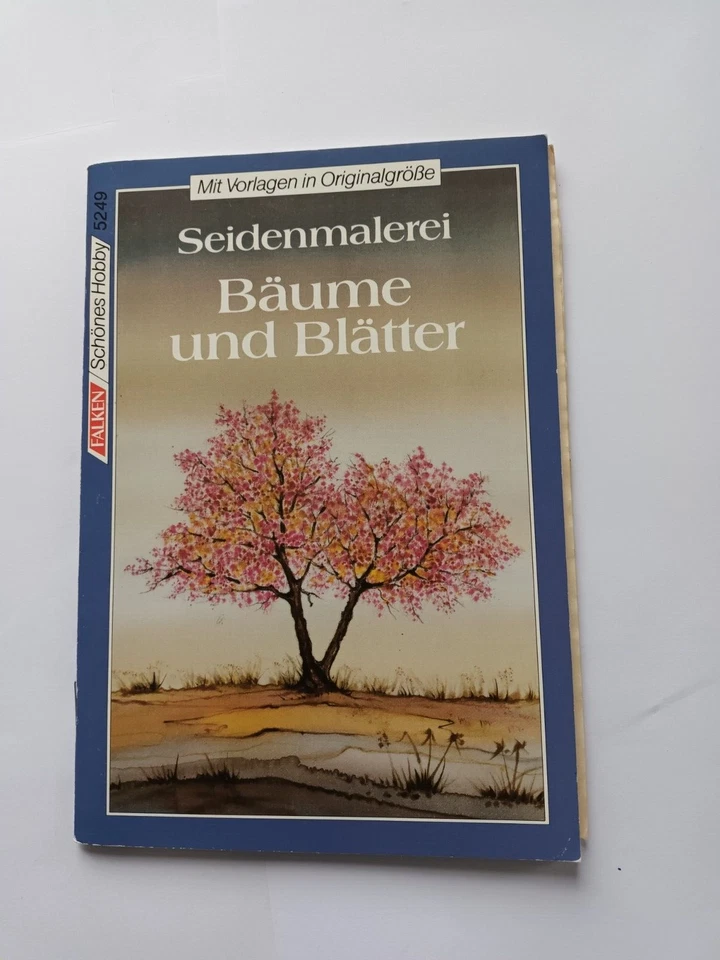 Mit Vorlagen in Originalgröße
Seidenmalerei
Bäume
und Blätter
FALKEN Schönes Hobby 5249